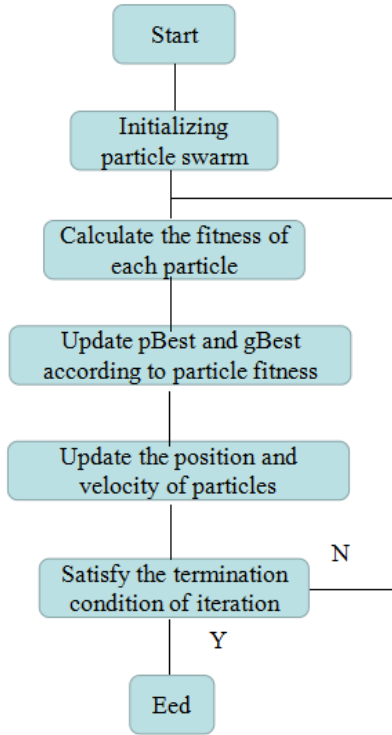 Start
Initializing
particle swarm
Calculate the fitness of
each particle
Update pBest and gBest
according to particle fitness
Update the position and
velocity of particles
N
Satisfy the termination
condition of iteration
Y
Eed